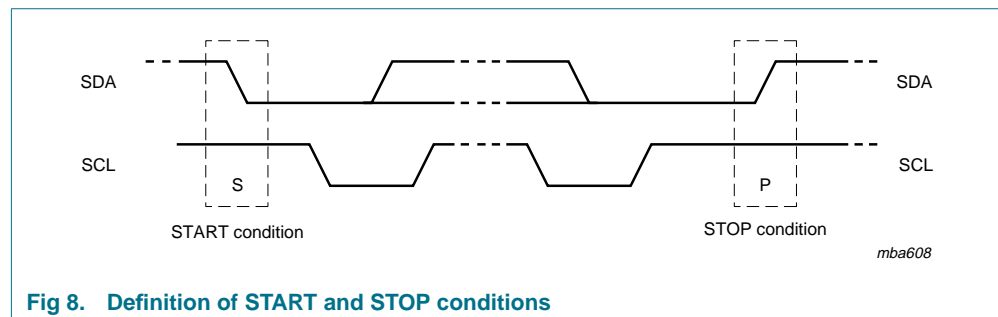 SDA SDA
SCL SCL
S P
START condition STOP condition
mba608
Fig 8. Definition of START and STOP conditions